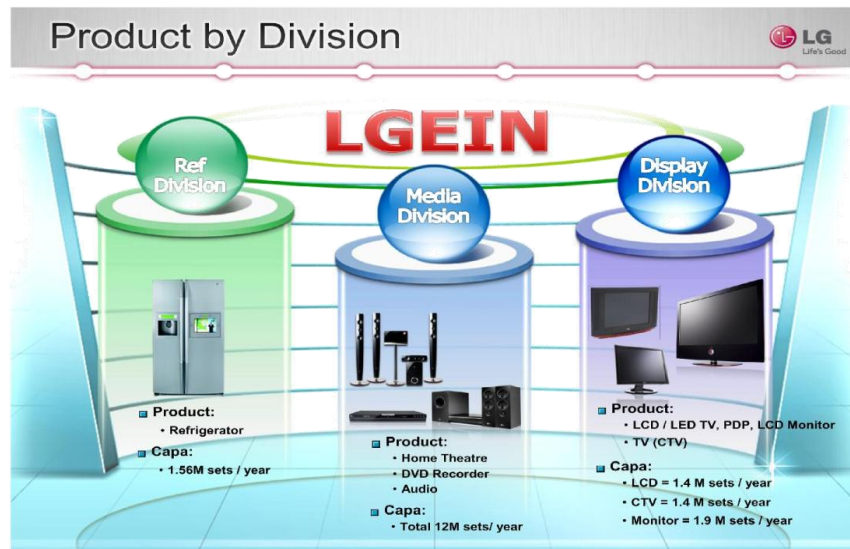 Product by Division
LG
Life's Good
LGEIN
Ref
Division
Media
Division
Display
Division
Product:
• Refrigerator
Capa:
• 1.56M sets / year
Product:
• Home Theatre
• DVD Recorder
• Audio
Capa:
• Total 12M sets/ year
Product:
• LCD / LED TV, PDP, LCD Monitor
• TV (CTV)
Capa:
• LCD = 1.4 M sets / year
• CTV = 1.4 M sets / year
• Monitor = 1.9 M sets / year